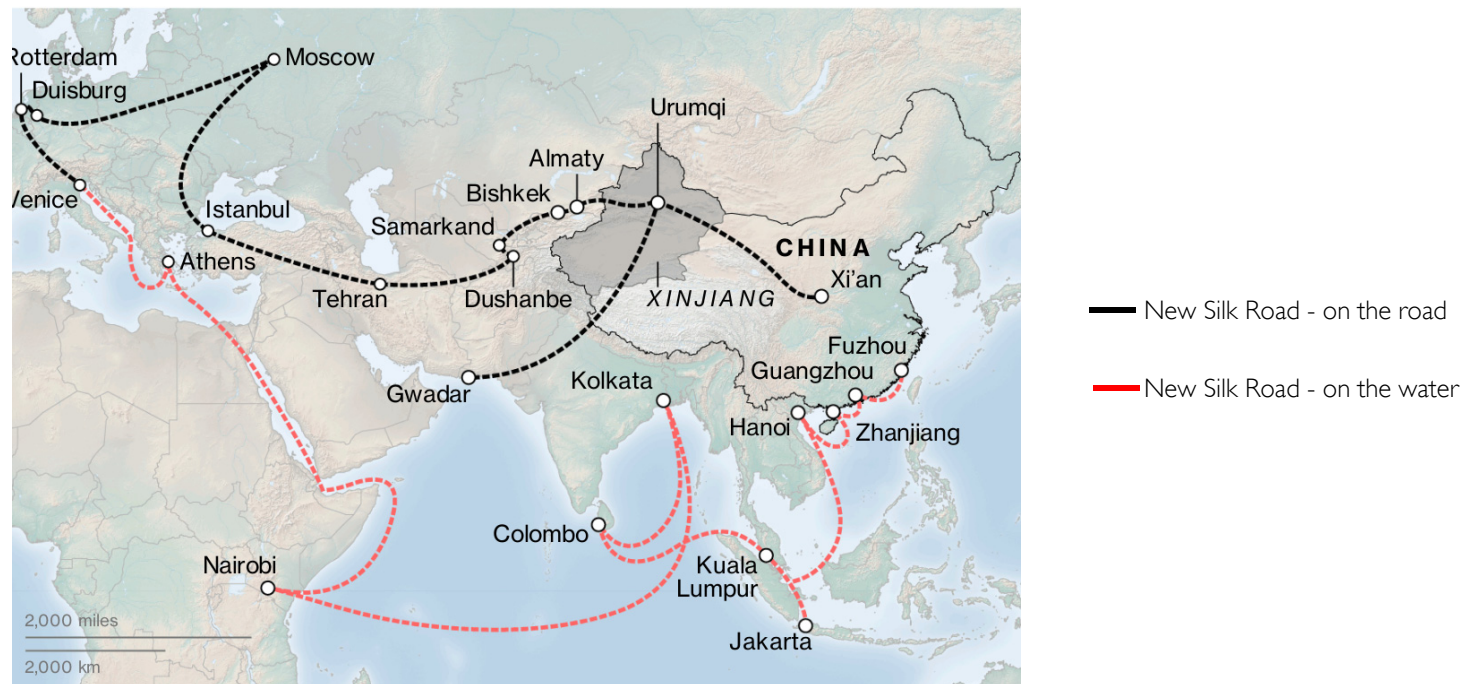 Rotterdam
Moscow
Duisburg
Urumqi
Almaty
Bishkek
Venice
Istanbul
Samarkand
CHINA
Athens
Xi'an
Tehran
Dushanbe
XINJIANG
New Silk Road - on the road
Fuzhou
Guangzhou
Kolkata
Gwadar
New Silk Road - on the water
Hanoi
Zhanjiang
Colombo
Nairobi
Kuala
Lumpur
2,000 miles
Jakarta
2,000 km